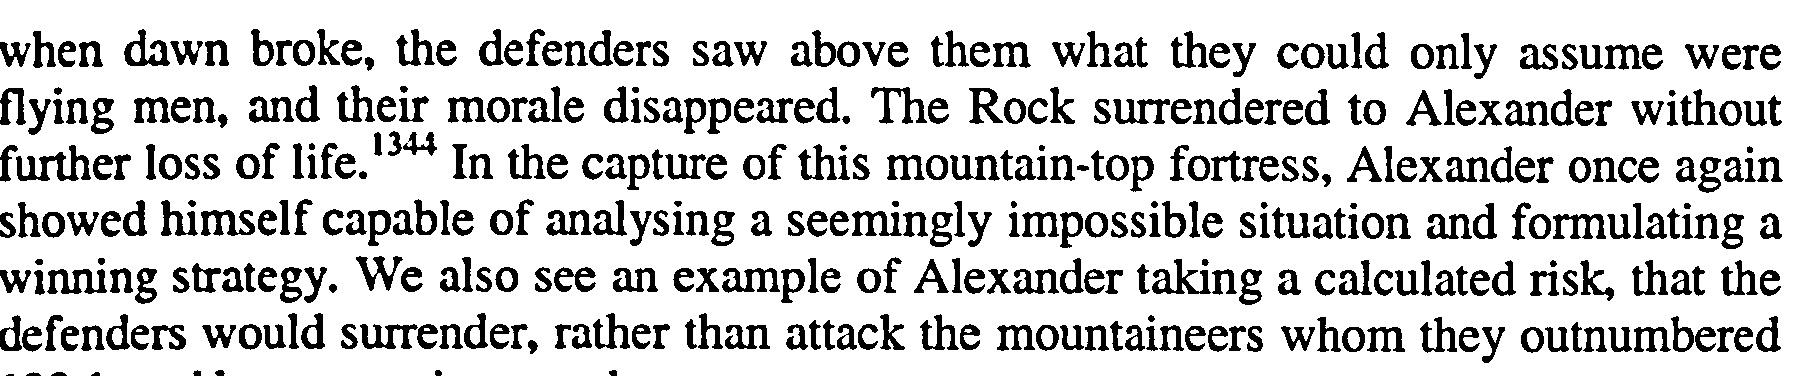 when dawn broke, the defenders saw above them what they could only assume were
flying men, and their morale disappeared. The Rock surrendered to Alexander without
further loss of life.1344 In the capture of this mountain-top fortress, Alexander once again
showed himself capable of analysing a seemingly impossible situation and formulating a
winning strategy. We also see an example of Alexander taking a calculated risk, that the
defenders would surrender, rather than attack the mountaineers whom they outnumbered